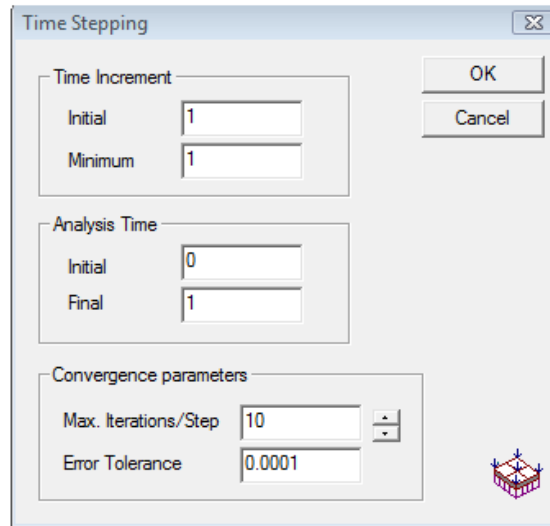 Time Stepping
Time Increment
OK
Initial 1
Cancel
Minimum 1
Analysis Time
Initial 0
Final 1
Convergence parameters
Max. Iterations/Step 10
Error Tolerance 0.0001